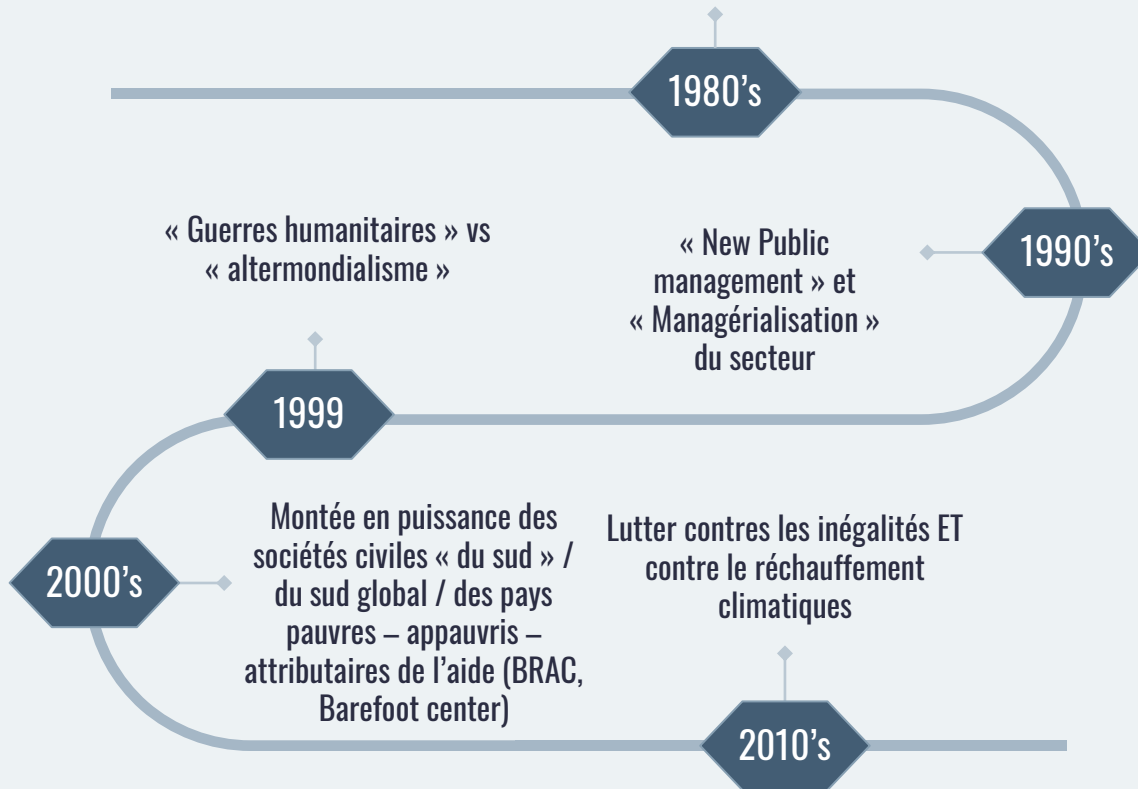 1980's
1990's
« New Public
management » et
« Managérialisation »
du secteur
« Guerres humanitaires » vs
« altermondialisme »
1999
2000's
Montée en puissance des
sociétés civiles « du sud » /
du sud global / des pays
pauvres – appauvris –
attributaires de l'aide (BRAC,
Barefoot center)
Lutter contres les inégalités ET
contre le réchauffement
climatiques
2010's